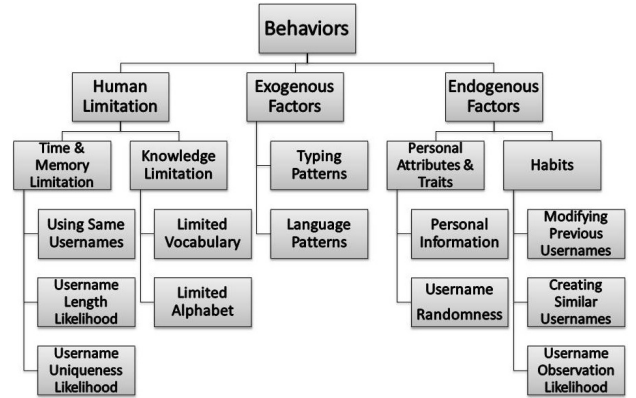 Behaviors
Human
Limitation
Exogenous
Factors
Endogenous
Factors
Time &
Memory
Limitation
Knowledge
Limitation
Typing
Patterns
Personal
Attributes &
Traits
Habits
Using Same
Usernames
Limited
Vocabulary
Language
Patterns
Personal
Information
Modifying
Previous
Usernames
Username
Length
Likelihood
Limited
Alphabet
Username
Randomness
Creating
Similar
Usernames
Username
Uniqueness
Likelihood
Username
Observation
Likelihood